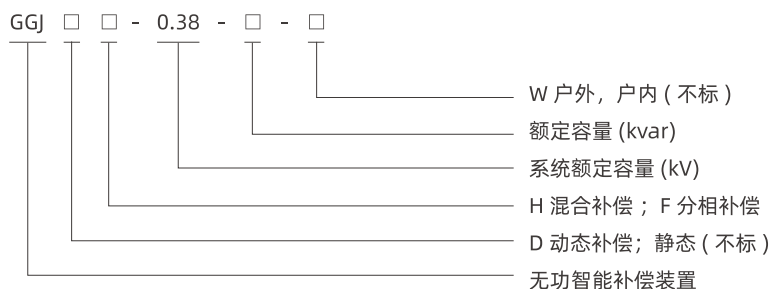 GGJ □ □ - 0.38 - □ - □
W 户外，户内 ( 不标 )
额定容量 (kvar)
系统额定容量 (kV)
H 混合补偿 ；F 分相补偿
D 动态补偿；静态 ( 不标 )
无功智能补偿装置